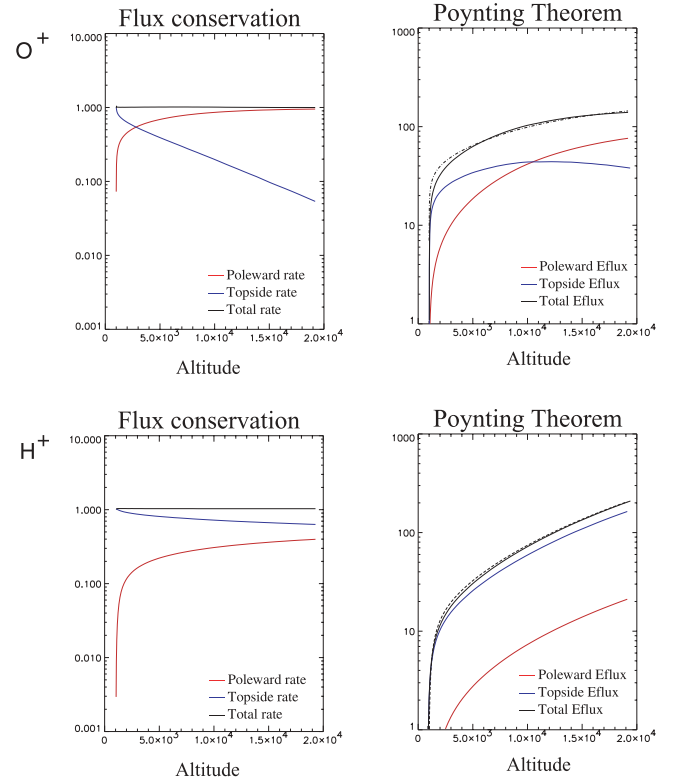 Flux conservation
Poynting Theorem
O+
10.000
1.000
0.100
0.010
0.001
Poleward rate
Topside rate
Total rate
5.0×10³
1.0×10⁴
1.5×10⁴
2.0×10⁴
Altitude
1000
100
10
1
Poleward Eflux
Topside Eflux
Total Eflux
0
5.0×10³
1.0×10⁴
1.5×10⁴
2.0×10⁴
Altitude
Flux conservation
Poynting Theorem
H+
10.000
1.000
0.100
0.010
0.001
Poleward rate
Topside rate
Total rate
5.0×10³
1.0×10⁴
1.5×10⁴
2.0×10⁴
Altitude
1000
100
10
1
Poleward Eflux
Topside Eflux
Total Eflux
0
5.0×10³
1.0×10⁴
1.5×10⁴
2.0×10⁴
Altitude